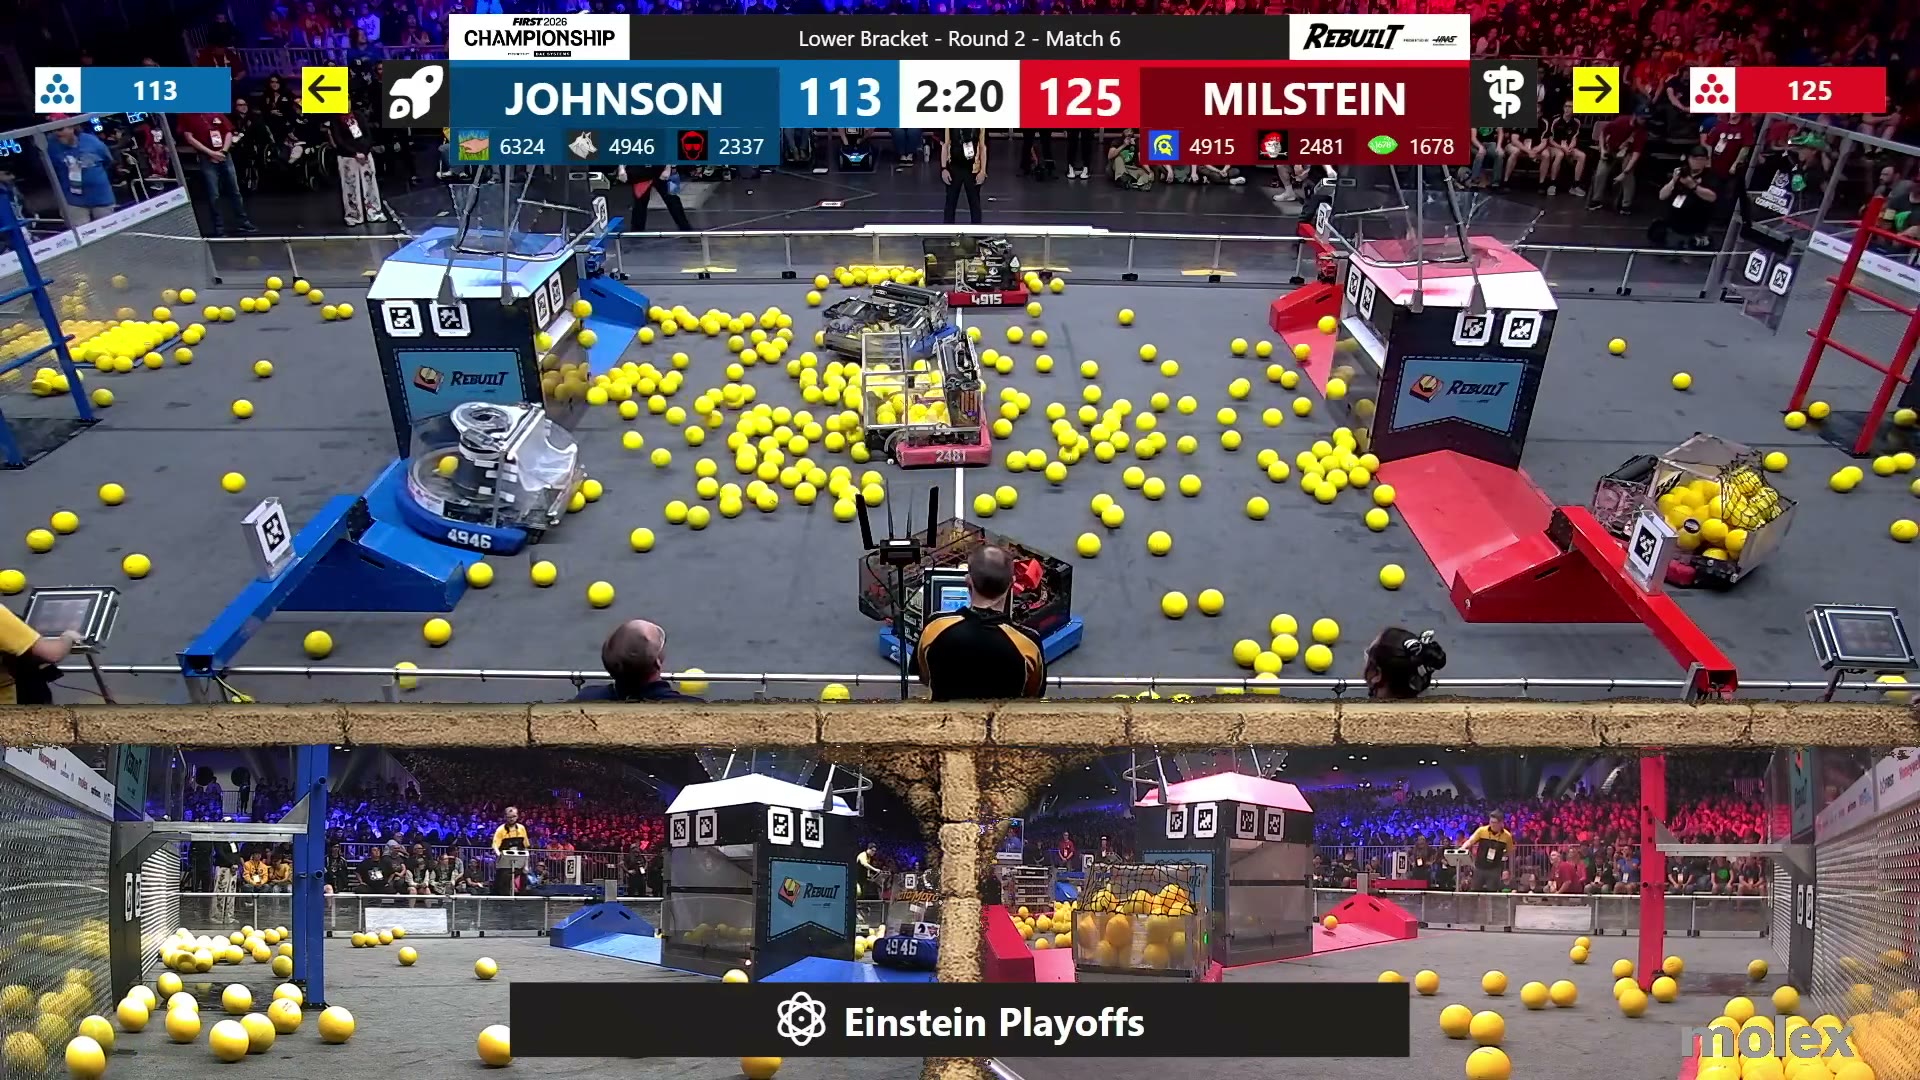 FIRST 2026
CHAMPIONSHIP
Lower Bracket - Round 2 - Match 6
REBUILT
113
JOHNSON
113
2:20
125
MILSTEIN
125
6324
4946
2337
4915
2481
1678
4915
REBUILT
REBUILT
2481
4946
REBUILT
4946
Einstein Playoffs
molex